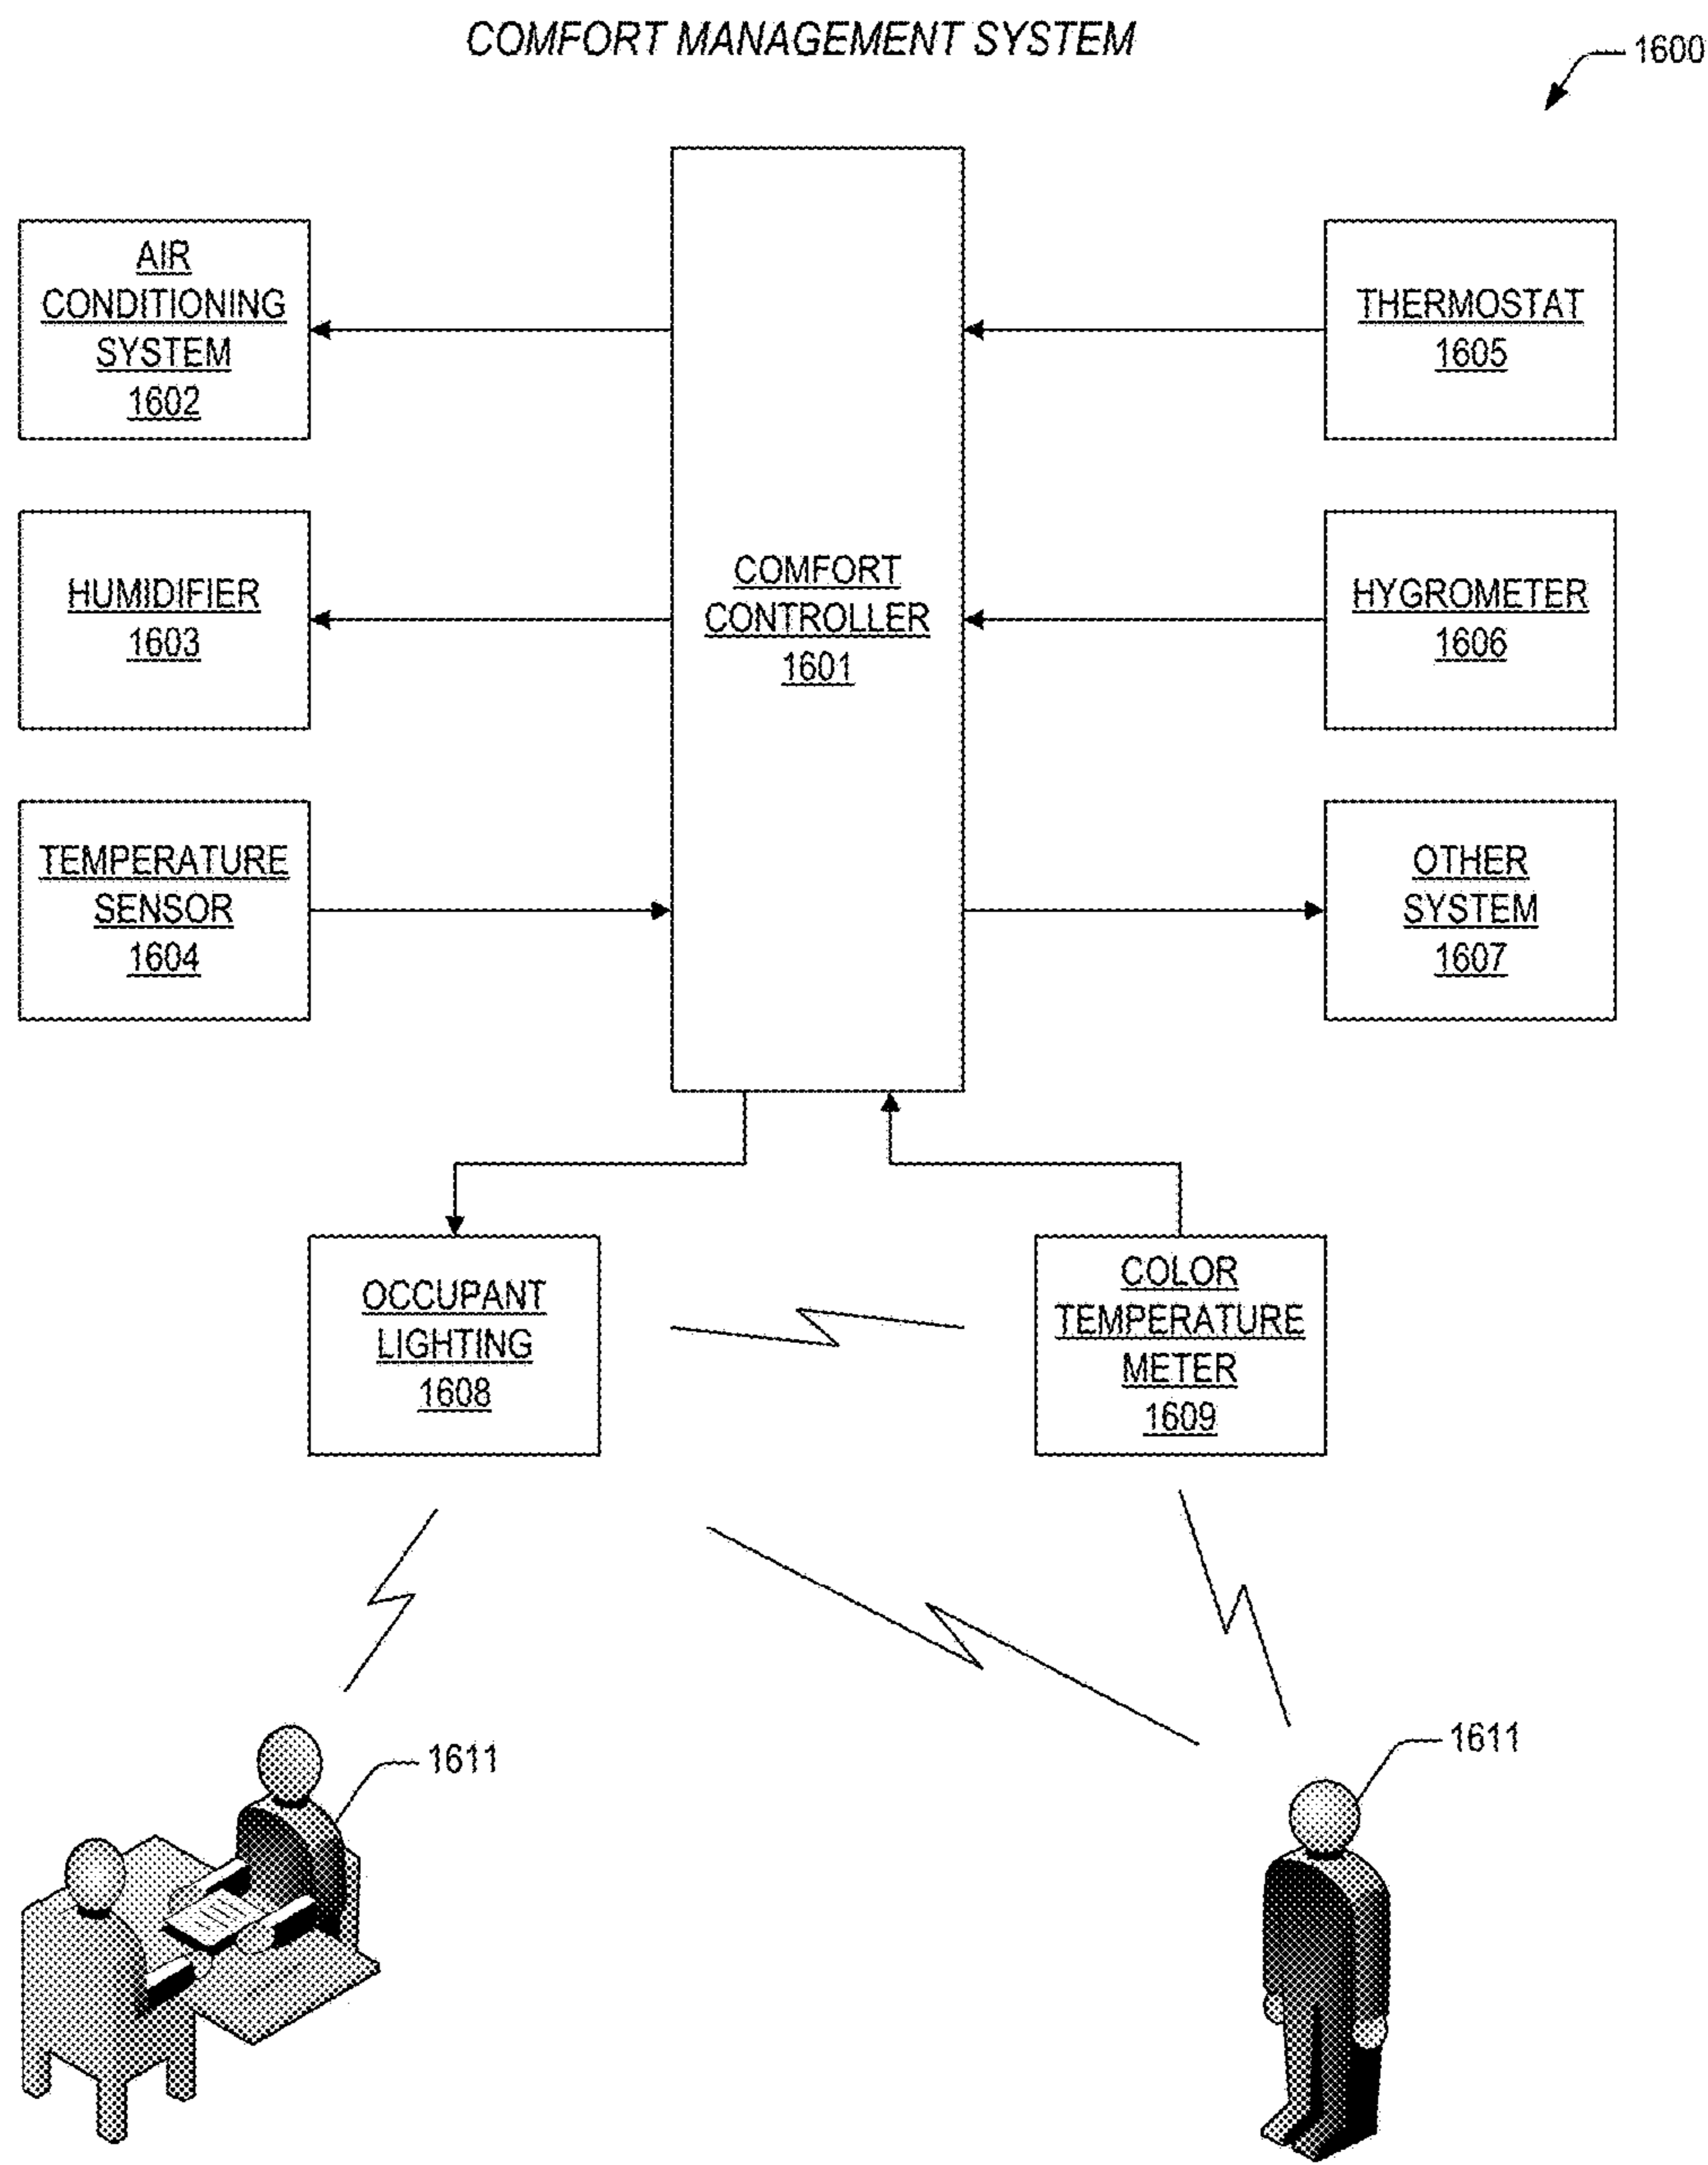 COMFORT MANAGEMENT SYSTEM
1600
AIR
CONDITIONING
SYSTEM
1602
THERMOSTAT
1605
HUMIDIFIER
1603
COMFORT
CONTROLLER
1601
HYGROMETER
1606
TEMPERATURE
SENSOR
1604
OTHER
SYSTEM
1607
OCCUPANT
LIGHTING
1608
COLOR
TEMPERATURE
METER
1609
1611
1611